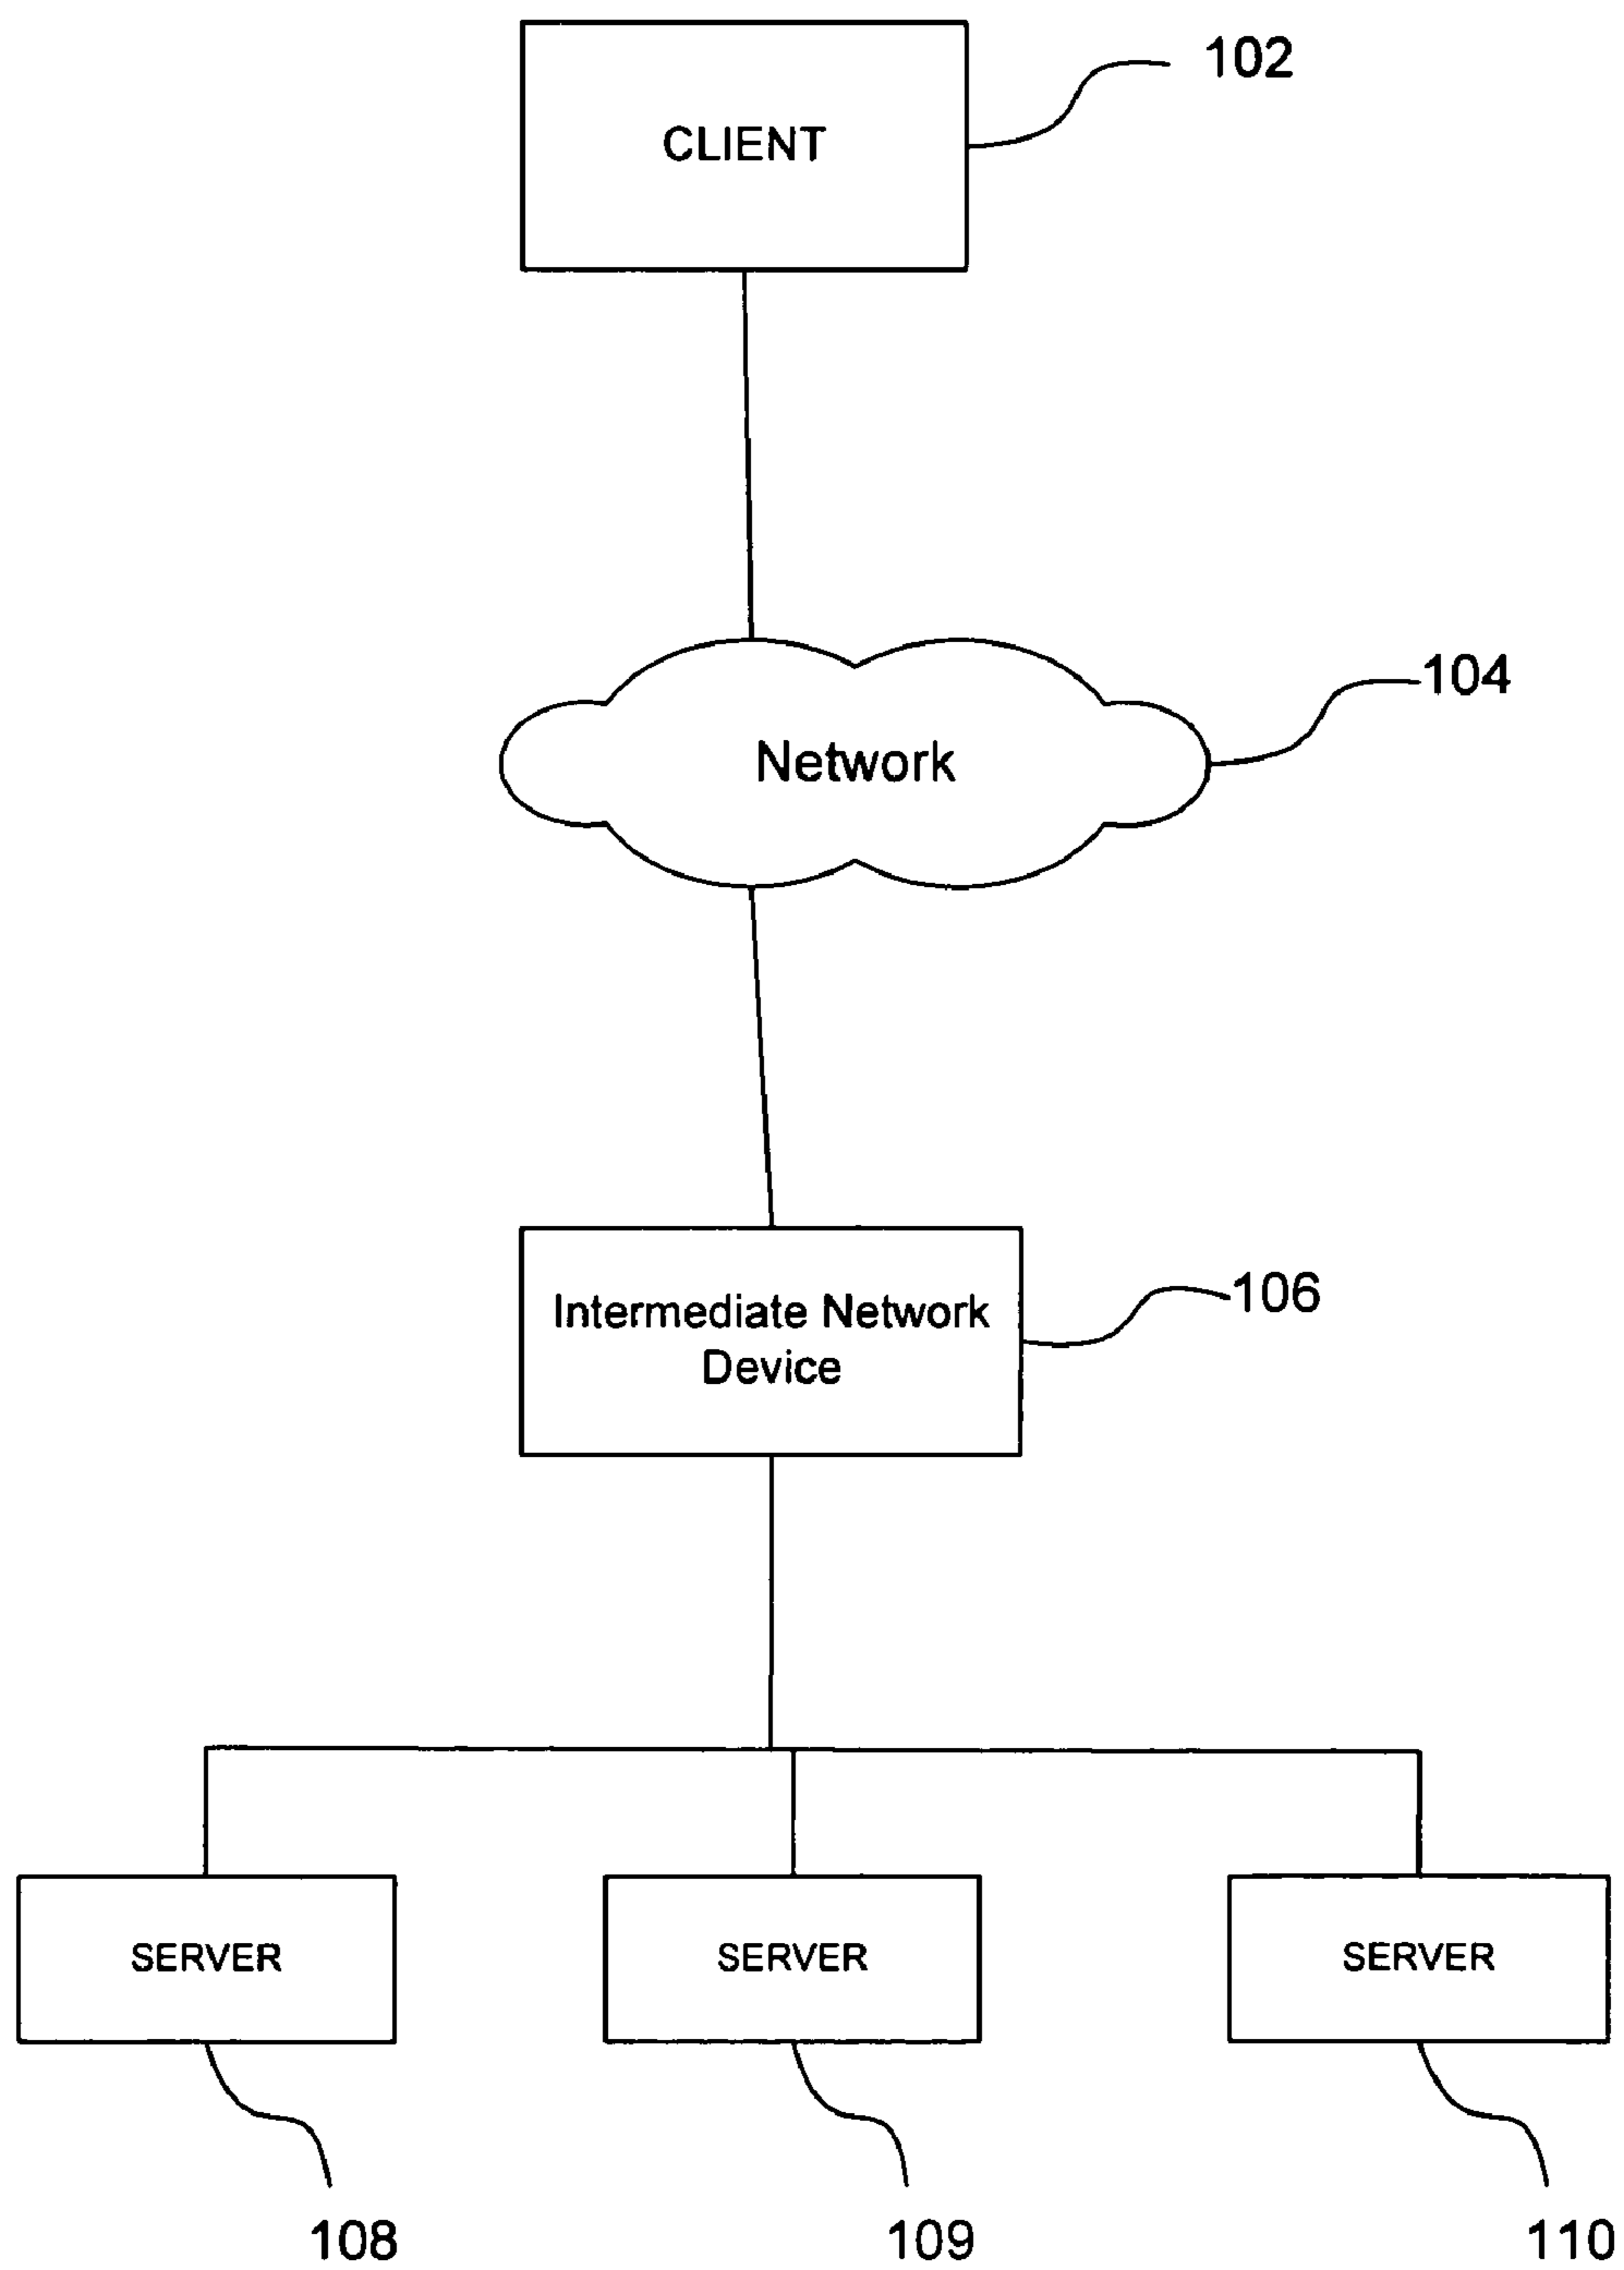 CLIENT
102
Network
104
Intermediate Network
Device
106
SERVER
SERVER
SERVER
108
109
110